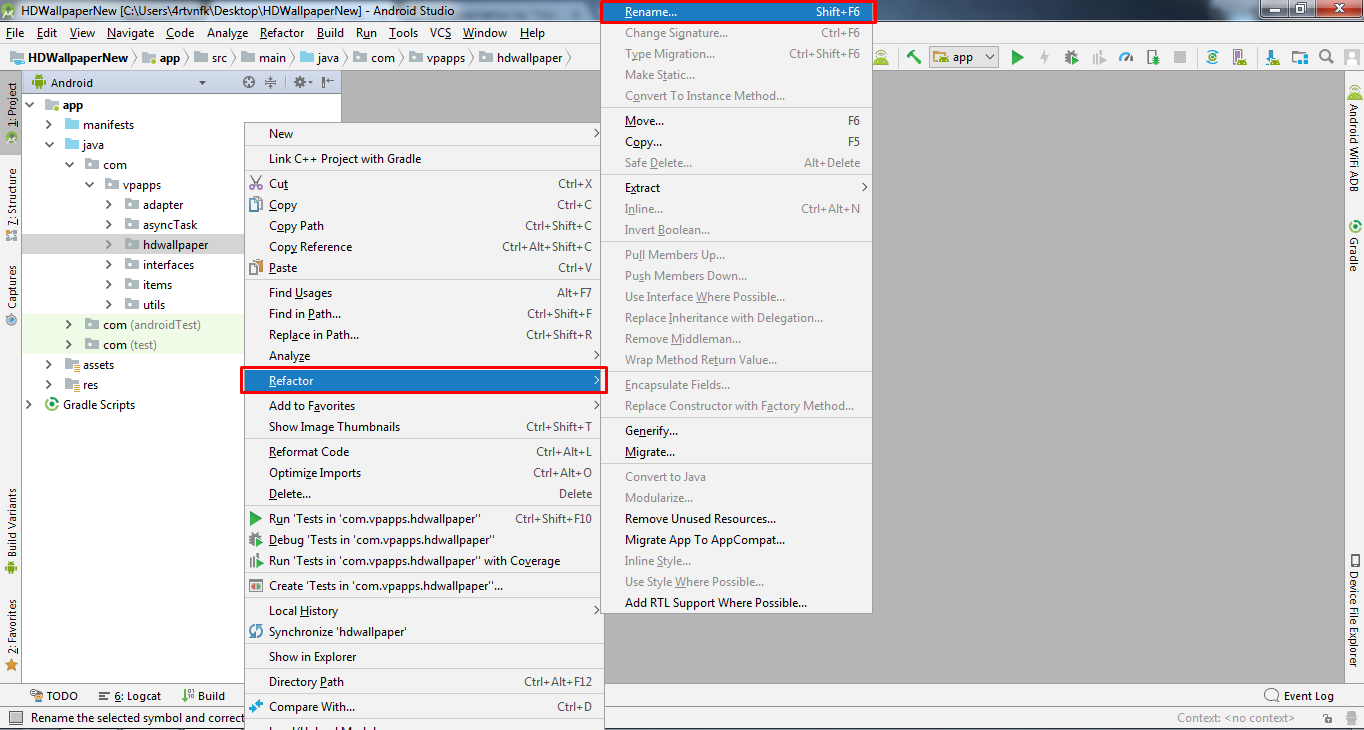 HDWallpaperNew [C:\Users\4rtvnfk\Desktop\HDWallpaperNew] - Android Studio
File Edit View Navigate Code Analyze Refactor Build Run Tools VCS Window Help
HDWallpaperNew app src main java com vpapps hdwallpaper
app
Android
1: Project
7: Structure
Captures
Build Variants
2: Favorites
app
manifests
java
com
vpapps
adapter
asyncTask
hdwallpaper
interfaces
items
utils
com (androidTest)
com (test)
assets
res
Gradle Scripts
New
Link C++ Project with Gradle
Cut Ctrl+X
Copy Ctrl+C
Copy Path Ctrl+Shift+C
Copy Reference Ctrl+Alt+Shift+C
Paste Ctrl+V
Find Usages Alt+F7
Find in Path... Ctrl+Shift+F
Replace in Path... Ctrl+Shift+R
Analyze
Refactor
Add to Favorites
Show Image Thumbnails Ctrl+Shift+T
Reformat Code Ctrl+Alt+L
Optimize Imports Ctrl+Alt+O
Delete... Delete
Run 'Tests in 'com.vpapps.hdwallpaper'' Ctrl+Shift+F10
Debug 'Tests in 'com.vpapps.hdwallpaper''
Run 'Tests in 'com.vpapps.hdwallpaper'' with Coverage
Create 'Tests in 'com.vpapps.hdwallpaper''...
Local History
Synchronize 'hdwallpaper'
Show in Explorer
Directory Path Ctrl+Alt+F12
Compare With... Ctrl+D
Rename... Shift+F6
Change Signature... Ctrl+F6
Type Migration... Ctrl+Shift+F6
Make Static...
Convert To Instance Method...
Move... F6
Copy... F5
Safe Delete... Alt+Delete
Extract
Inline... Ctrl+Alt+N
Invert Boolean...
Pull Members Up...
Push Members Down...
Use Interface Where Possible...
Replace Inheritance with Delegation...
Remove Middleman...
Wrap Method Return Value...
Encapsulate Fields...
Replace Constructor with Factory Method...
Generify...
Migrate...
Convert to Java
Modularize...
Remove Unused Resources...
Migrate App To AppCompat...
Inline Style...
Use Style Where Possible...
Add RTL Support Where Possible...
Android WiFi ADB
Gradle
Device File Explorer
TODO 6: Logcat Build Event Log
Rename the selected symbol and correct Context: <no context>